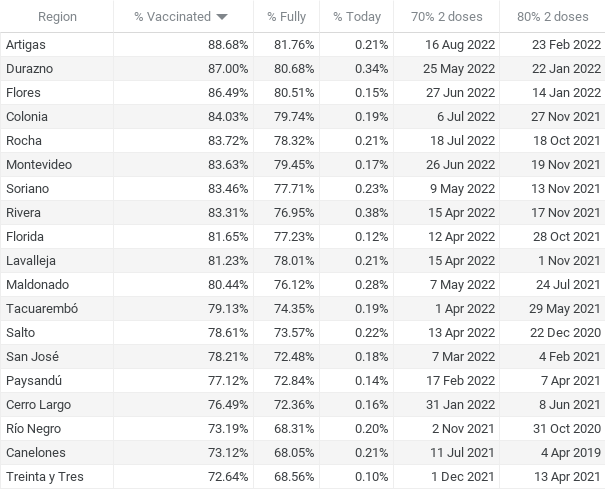 Region % Vaccinated % Fully % Today 70% 2 doses 80% 2 doses
Artigas 88.68% 81.76% 0.21% 16 Aug 2022 23 Feb 2022
Durazno 87.00% 80.68% 0.34% 25 May 2022 22 Jan 2022
Flores 86.49% 80.51% 0.15% 27 Jun 2022 14 Jan 2022
Colonia 84.03% 79.74% 0.19% 6 Jul 2022 27 Nov 2021
Rocha 83.72% 78.32% 0.21% 18 Jul 2022 18 Oct 2021
Montevideo 83.63% 79.45% 0.17% 26 Jun 2022 19 Nov 2021
Soriano 83.46% 77.71% 0.23% 9 May 2022 13 Nov 2021
Rivera 83.31% 76.95% 0.38% 15 Apr 2022 17 Nov 2021
Florida 81.65% 77.23% 0.12% 12 Apr 2022 28 Oct 2021
Lavalleja 81.23% 78.01% 0.21% 15 Apr 2022 1 Nov 2021
Maldonado 80.44% 76.12% 0.28% 7 May 2022 24 Jul 2021
Tacuarembó 79.13% 74.35% 0.19% 1 Apr 2022 29 May 2021
Salto 78.61% 73.57% 0.22% 13 Apr 2022 22 Dec 2020
San José 78.21% 72.48% 0.18% 7 Mar 2022 4 Feb 2021
Paysandú 77.12% 72.84% 0.14% 17 Feb 2022 7 Apr 2021
Cerro Largo 76.49% 72.36% 0.16% 31 Jan 2022 8 Jun 2021
Río Negro 73.19% 68.31% 0.20% 2 Nov 2021 31 Oct 2020
Canelones 73.12% 68.05% 0.21% 11 Jul 2021 4 Apr 2019
Treinta y Tres 72.64% 68.56% 0.10% 1 Dec 2021 13 Apr 2021